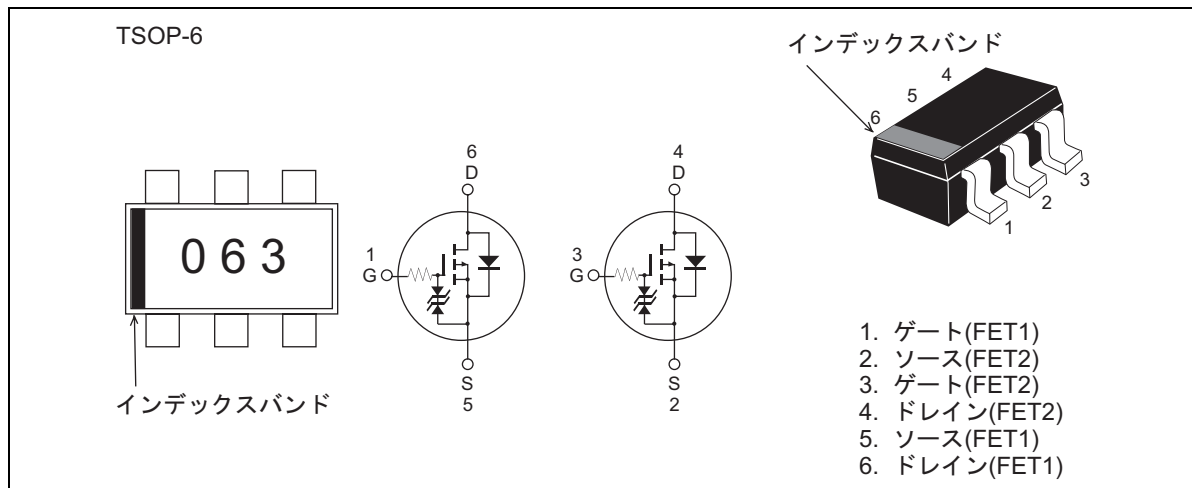 TSOP-6
インデックスバンド
4
5
6
3
2
1
0 6 3
インデックスバンド
6
D
1
G
S
5
4
D
3
G
S
2
1. ゲート(FET1)
2. ソース(FET2)
3. ゲート(FET2)
4. ドレイン(FET2)
5. ソース(FET1)
6. ドレイン(FET1)